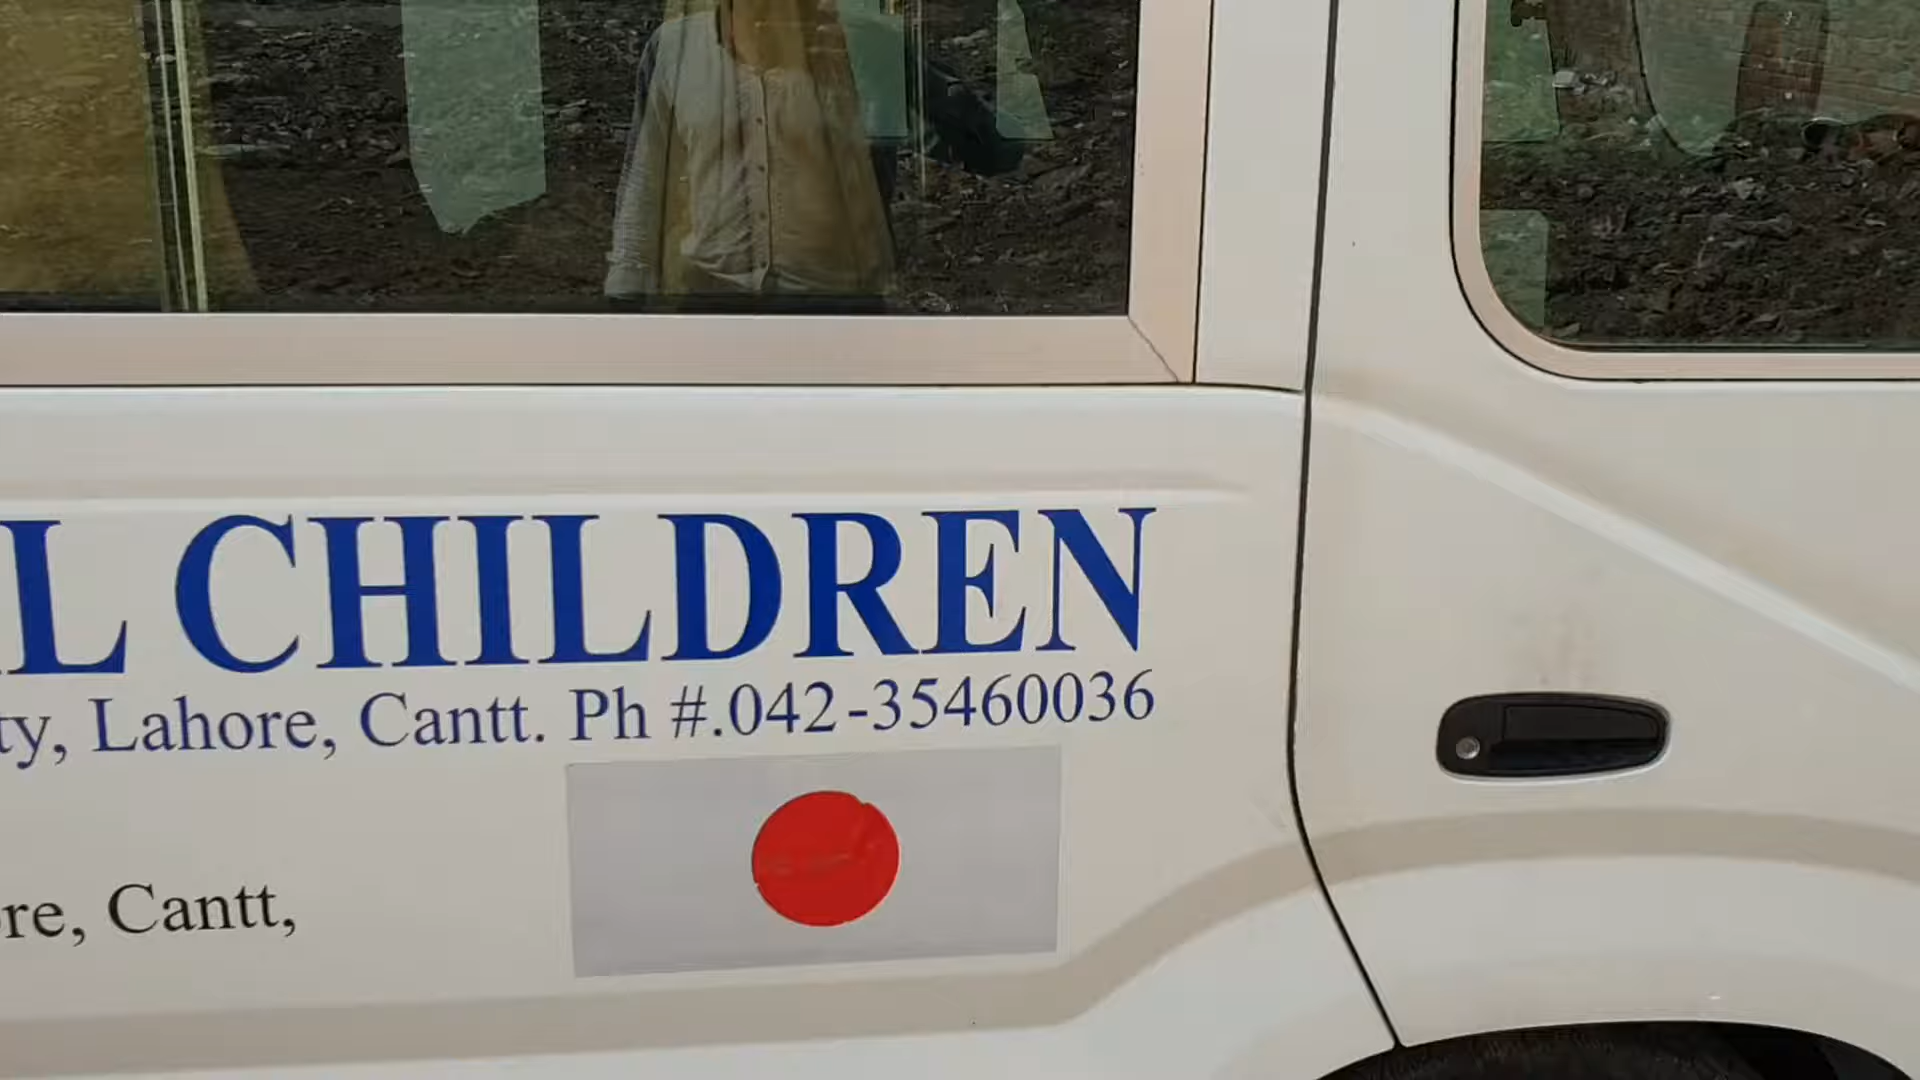 L CHILDREN
ty, Lahore, Cantt. Ph #.042-35460036
re, Cantt,